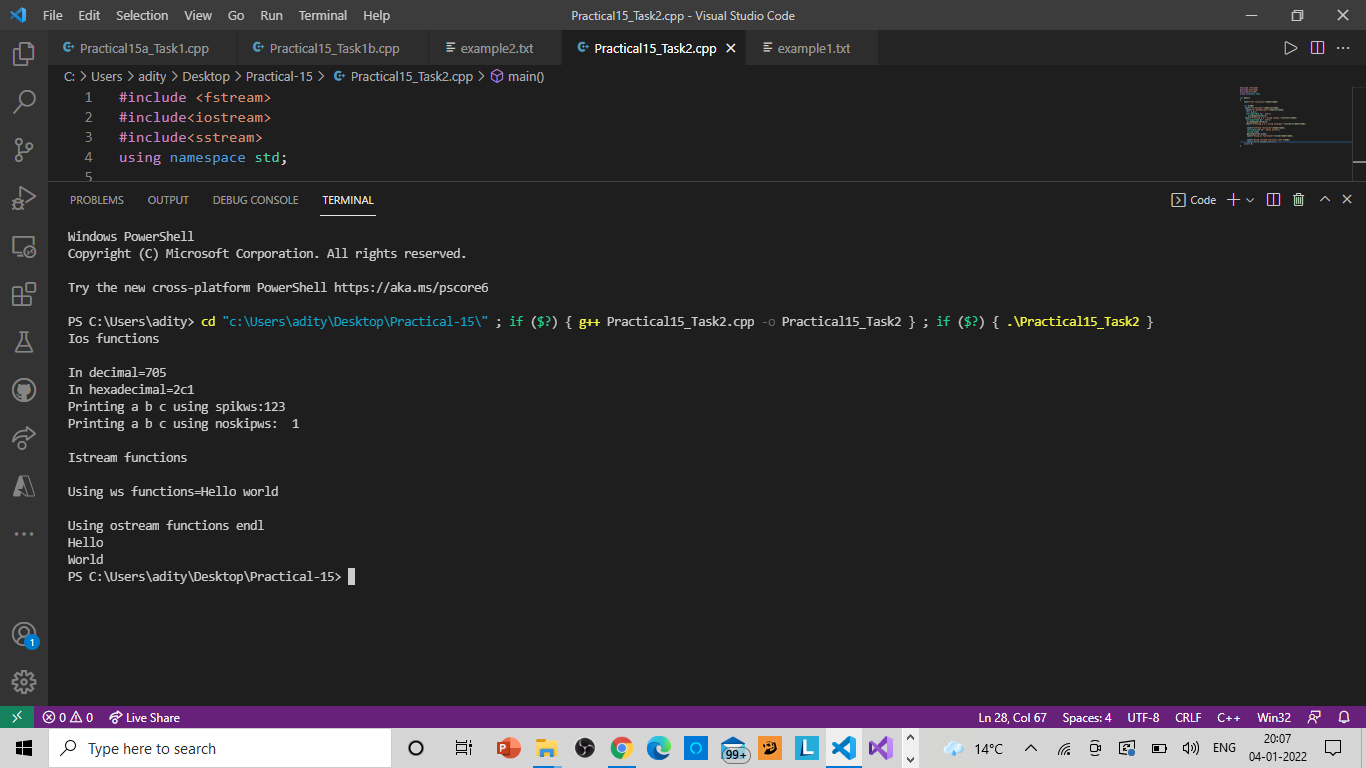 File Edit Selection View Go Run Terminal Help Practical15_Task2.cpp - Visual Studio Code
Practical15a_Task1.cpp Practical15_Task1b.cpp example2.txt Practical15_Task2.cpp example1.txt
C: > Users > adity > Desktop > Practical-15 > Practical15_Task2.cpp > main()
1 #include <fstream>
2 #include<iostream>
3 #include<sstream>
4 using namespace std;
5
PROBLEMS OUTPUT DEBUG CONSOLE TERMINAL Code
Windows PowerShell
Copyright (C) Microsoft Corporation. All rights reserved.
Try the new cross-platform PowerShell https://aka.ms/pscore6
PS C:\Users\adity> cd "c:\Users\adity\Desktop\Practical-15\" ; if ($?) { g++ Practical15_Task2.cpp -o Practical15_Task2 } ; if ($?) { .\Practical15_Task2 }
Ios functions
In decimal=705
In hexadecimal=2c1
Printing a b c using spikws:123
Printing a b c using noskipws:  1
Istream functions
Using ws functions=Hello world
Using ostream functions endl
Hello
World
PS C:\Users\adity\Desktop\Practical-15>
1
0 0 Live Share Ln 28, Col 67 Spaces: 4 UTF-8 CRLF C++ Win32
Type here to search 99+ L 14°C ENG 20:07
04-01-2022